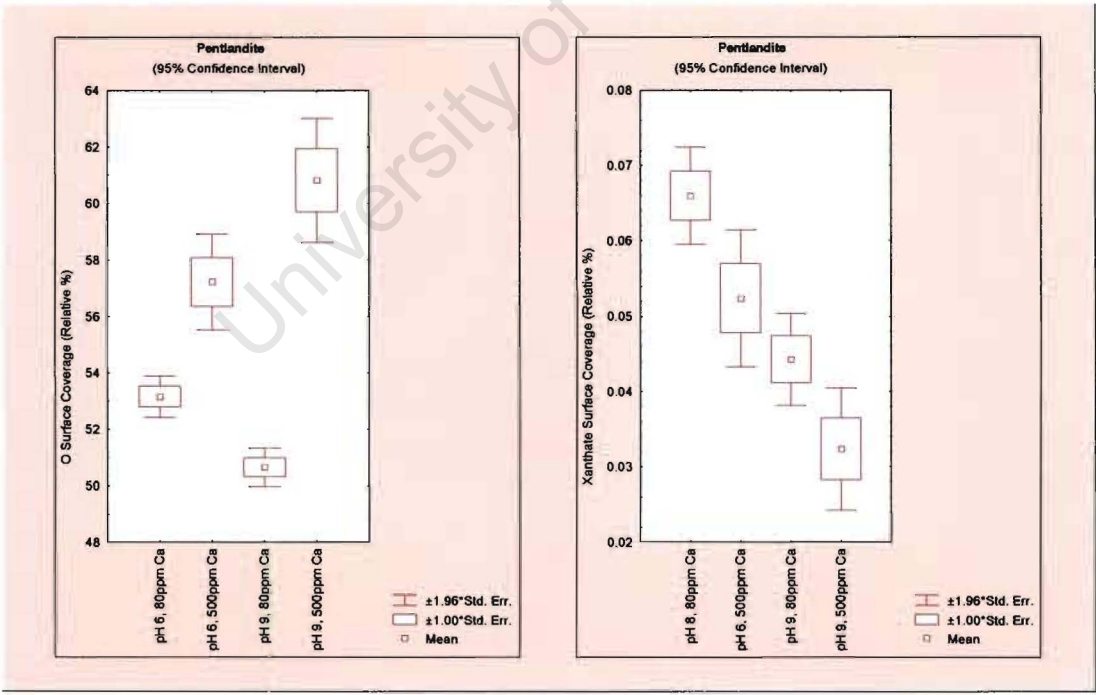 University of
Pentlandite
(95% Confidence Interval)
64
62
60
58
56
54
52
50
48
O Surface Coverage (Relative %)
pH 6, 80ppm Ca
pH 6, 500ppm Ca
pH 9, 80ppm Ca
pH 9, 500ppm Ca
±1.96*Std. Err.
±1.00*Std. Err.
Mean
Pentlandite
(95% Confidence Interval)
0.08
0.07
0.06
0.05
0.04
0.03
0.02
Xanthate Surface Coverage (Relative %)
pH 8, 80ppm Ca
pH 6, 500ppm Ca
pH 9, 80ppm Ca
pH 9, 500ppm Ca
±1.96*Std. Err.
±1.00*Std. Err.
Mean